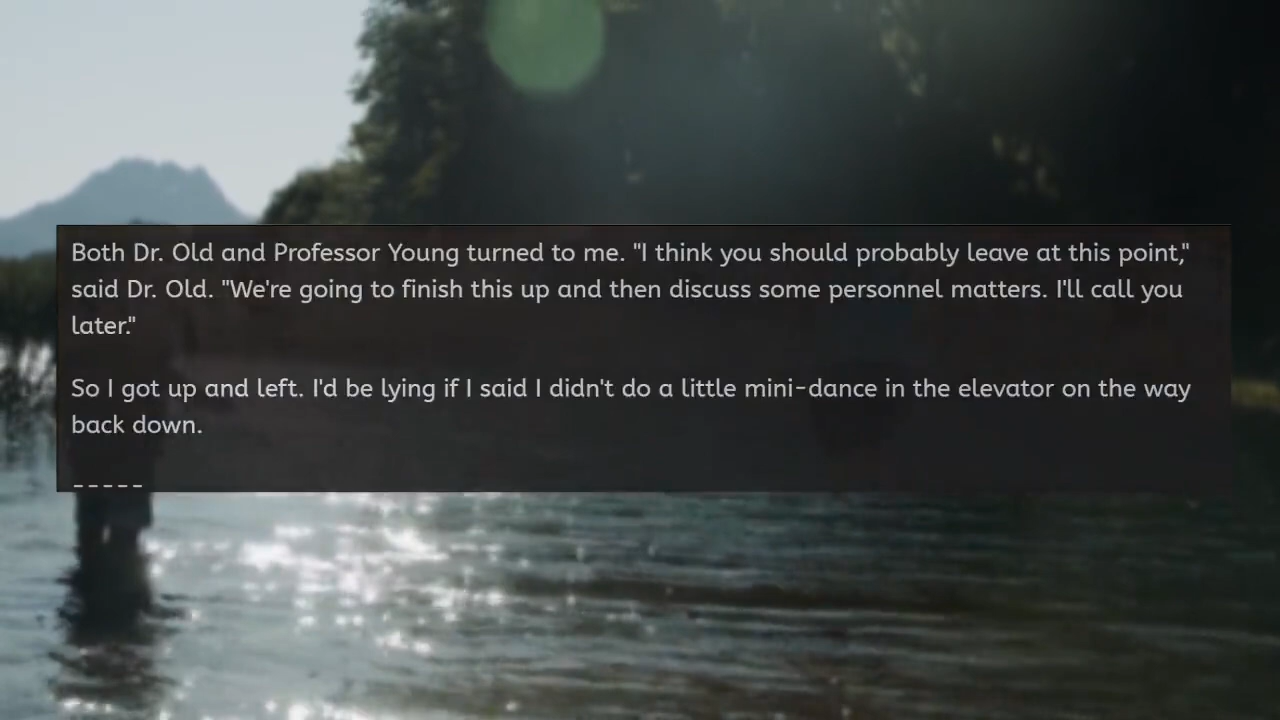 Both Dr. Old and Professor Young turned to me. "I think you should probably leave at this point,"
said Dr. Old. "We're going to finish this up and then discuss some personnel matters. I'll call you
later."
So I got up and left. I'd be lying if I said I didn't do a little mini-dance in the elevator on the way
back down.
-----